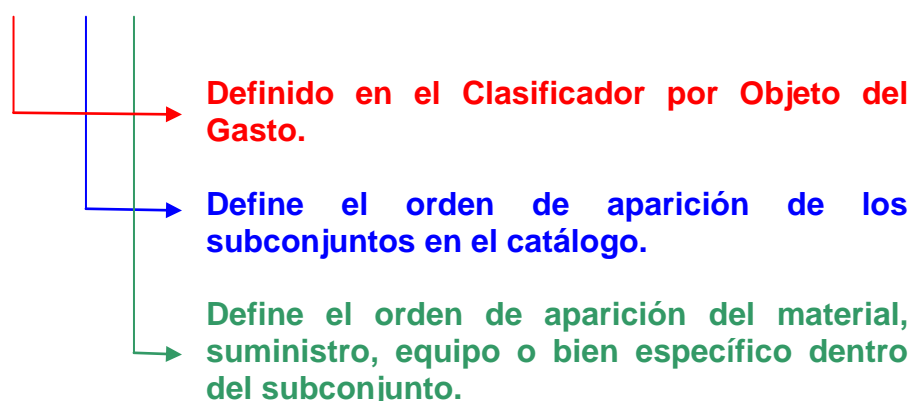 Definido en el Clasificador por Objeto del
Gasto.
Define el orden de aparición de los
subconjuntos en el catálogo.
Define el orden de aparición del material,
suministro, equipo o bien específico dentro
del subconjunto.